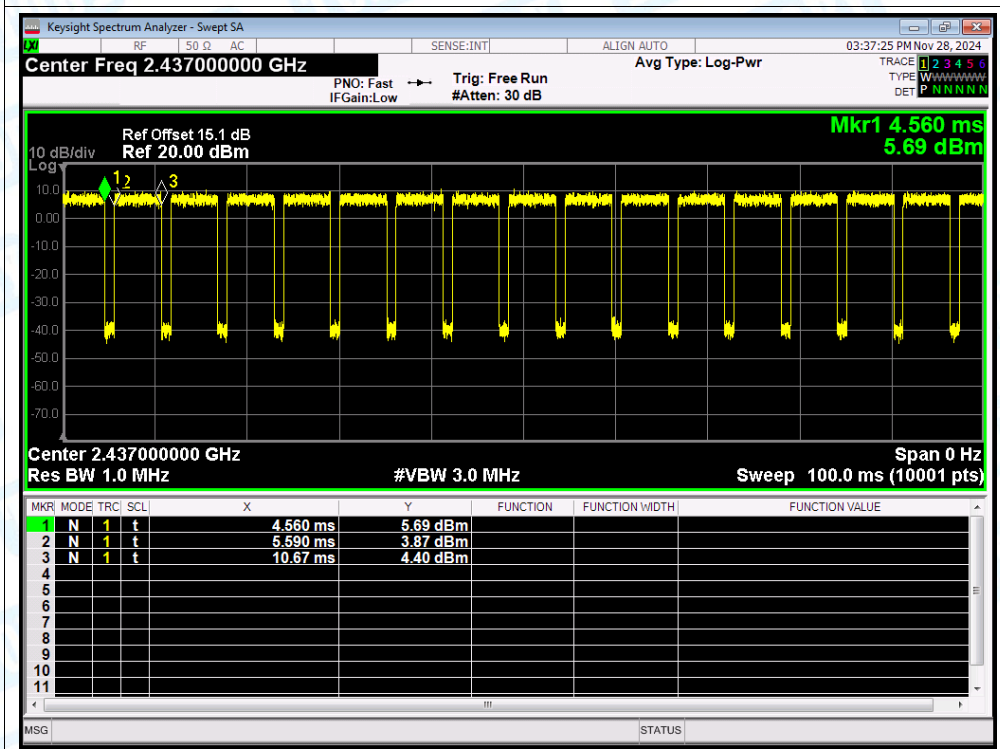 Keysight Spectrum Analyzer - Swept SA
LXI RF 50 Ω AC SENSE:INT ALIGN AUTO 03:37:25 PM Nov 28, 2024
Center Freq 2.437000000 GHz Avg Type: Log-Pwr TRACE 1 2 3 4 5 6
PNO: Fast Trig: Free Run TYPE WWWWWW
IFGain:Low #Atten: 30 dB DET P N N N N N
Mkr1 4.560 ms
5.69 dBm
Ref Offset 15.1 dB
10 dB/div Ref 20.00 dBm
Log
1 2 3
10.0
0.00
-10.0
-20.0
-30.0
-40.0
-50.0
-60.0
-70.0
Center 2.437000000 GHz Span 0 Hz
Res BW 1.0 MHz #VBW 3.0 MHz Sweep 100.0 ms (10001 pts)
MKR MODE TRC SCL X Y FUNCTION FUNCTION WIDTH FUNCTION VALUE
1 N 1 t 4.560 ms 5.69 dBm
2 N 1 t 5.590 ms 3.87 dBm
3 N 1 t 10.67 ms 4.40 dBm
4
5
6
7
8
9
10
11
MSG STATUS